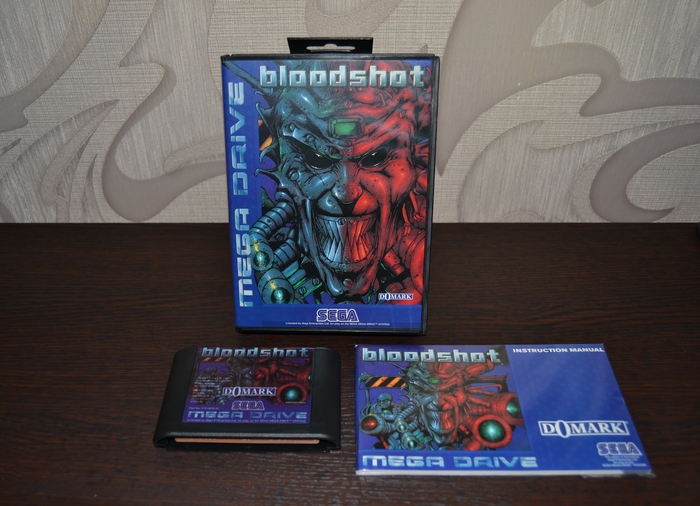 bloodshot
MEGA DRIVE
DOMARK
SEGA
bloodshot
DOMARK
SEGA
MEGA DRIVE
bloodshot
INSTRUCTION MANUAL
DOMARK
SEGA
MEGA DRIVE